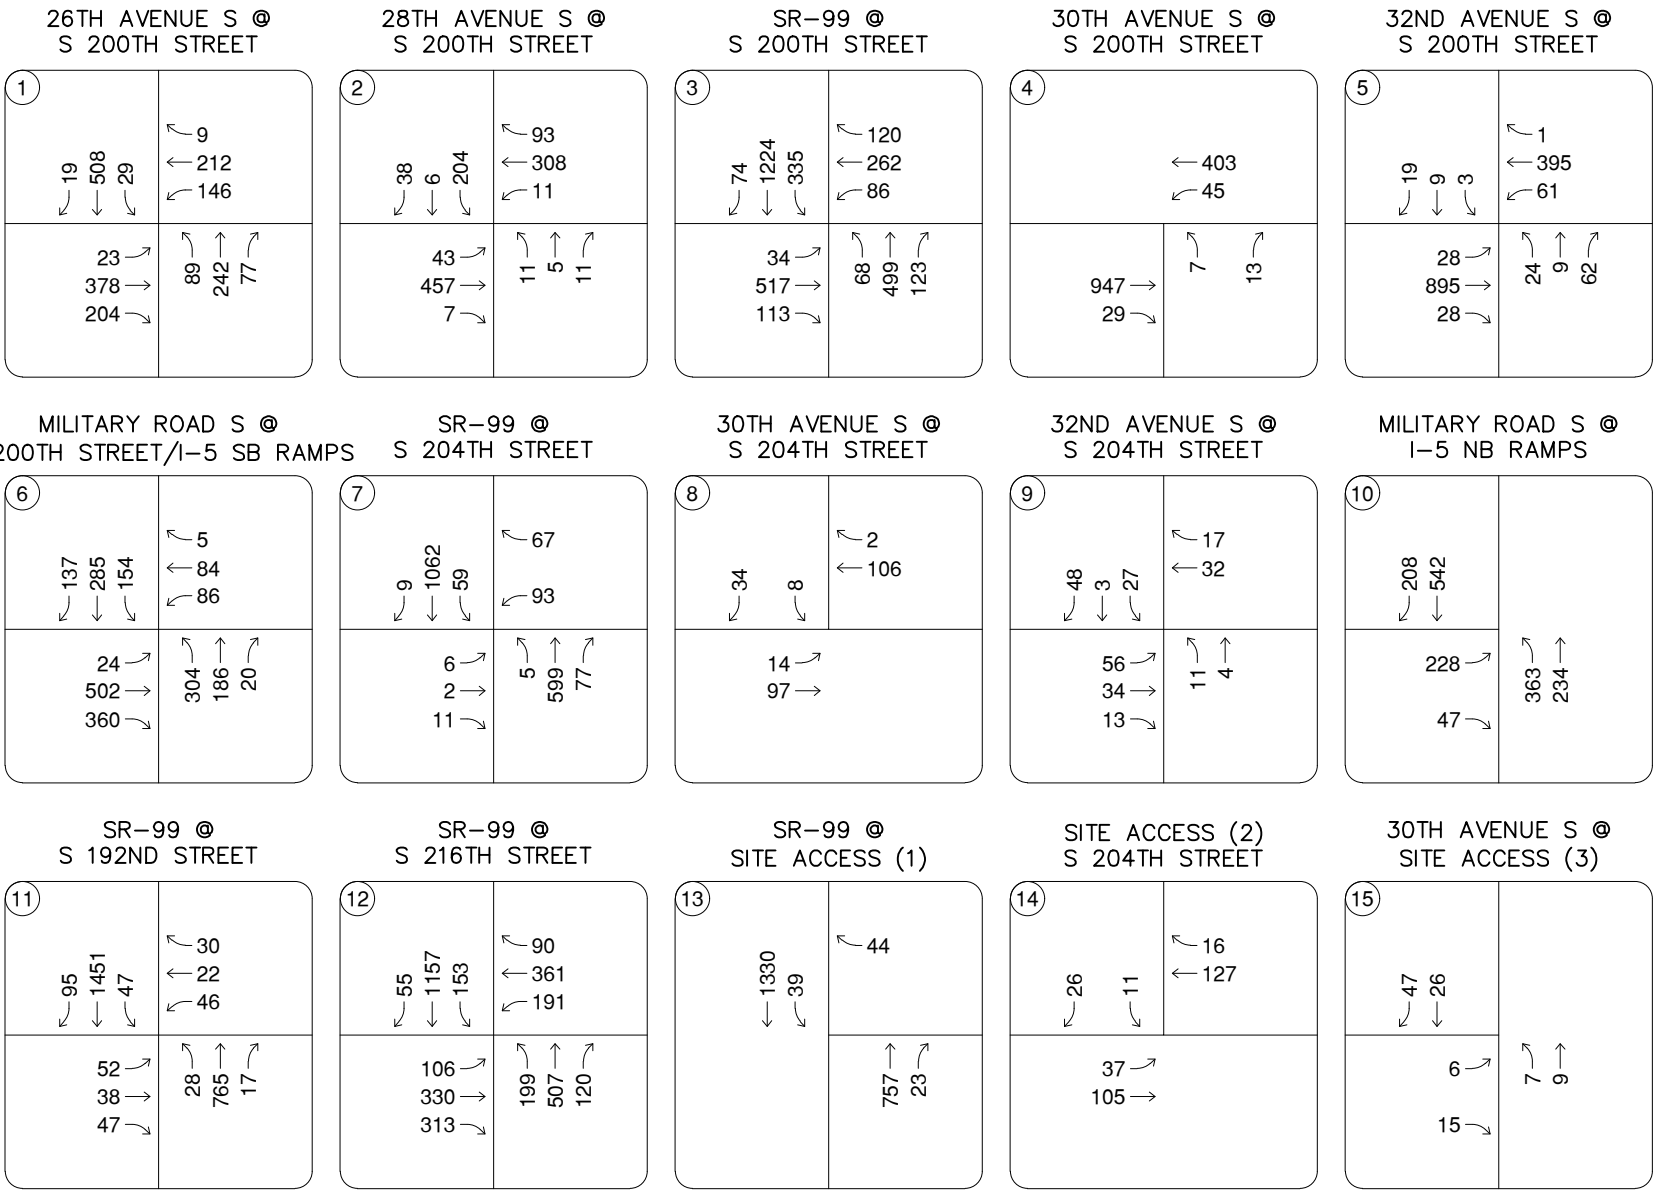 26TH AVENUE S @
S 200TH STREET
1
19 508 29
9
212
146
23
378
204
89 242 77
28TH AVENUE S @
S 200TH STREET
2
38 6 204
93
308
11
43
457
7
11 5 11
SR-99 @
S 200TH STREET
3
74 1224 335
120
262
86
34
517
113
68 499 123
30TH AVENUE S @
S 200TH STREET
4
403
45
947
29
7 13
32ND AVENUE S @
S 200TH STREET
5
19 9 3
1
395
61
28
895
28
24 9 62
MILITARY ROAD S @
200TH STREET/I-5 SB RAMPS
6
137 285 154
5
84
86
24
502
360
304 186 20
SR-99 @
S 204TH STREET
7
9 1062 59
67
93
6
2
11
5 599 77
30TH AVENUE S @
S 204TH STREET
8
34 8
2
106
14
97
32ND AVENUE S @
S 204TH STREET
9
48 3 27
17
32
56
34
13
11 4
MILITARY ROAD S @
I-5 NB RAMPS
10
208 542
228
47
363 234
SR-99 @
S 192ND STREET
11
95 1451 47
30
22
46
52
38
47
28 765 17
SR-99 @
S 216TH STREET
12
55 1157 153
90
361
191
106
330
313
199 507 120
SR-99 @
SITE ACCESS (1)
13
1330 39
44
757 23
SITE ACCESS (2)
S 204TH STREET
14
26 11
16
127
37
105
30TH AVENUE S @
SITE ACCESS (3)
15
47 26
6
15
7 9